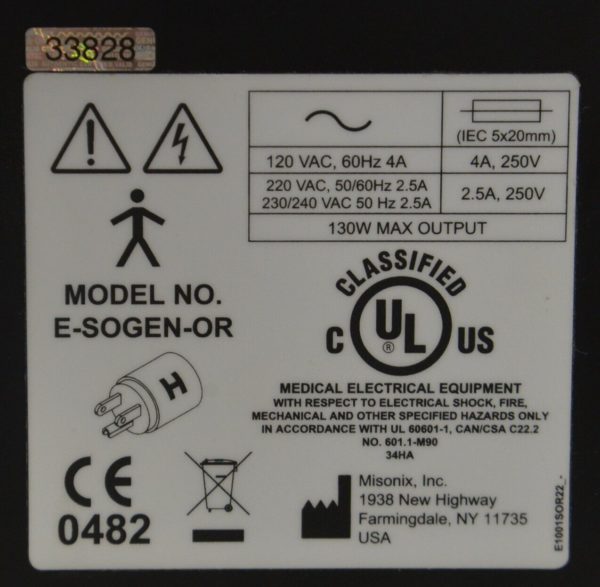 33828
(IEC 5x20mm)
120 VAC, 60Hz 4A
4A, 250V
220 VAC, 50/60Hz 2.5A
230/240 VAC 50 Hz 2.5A
2.5A, 250V
130W MAX OUTPUT
MODEL NO.
E-SOGEN-OR
H
CLASSIFIED
C UL US
®
MEDICAL ELECTRICAL EQUIPMENT
WITH RESPECT TO ELECTRICAL SHOCK, FIRE,
MECHANICAL AND OTHER SPECIFIED HAZARDS ONLY
IN ACCORDANCE WITH UL 60601-1, CAN/CSA C22.2
NO. 601.1-M90
34HA
CE
0482
Misonix, Inc.
1938 New Highway
Farmingdale, NY 11735
USA
E1001SOR22_-